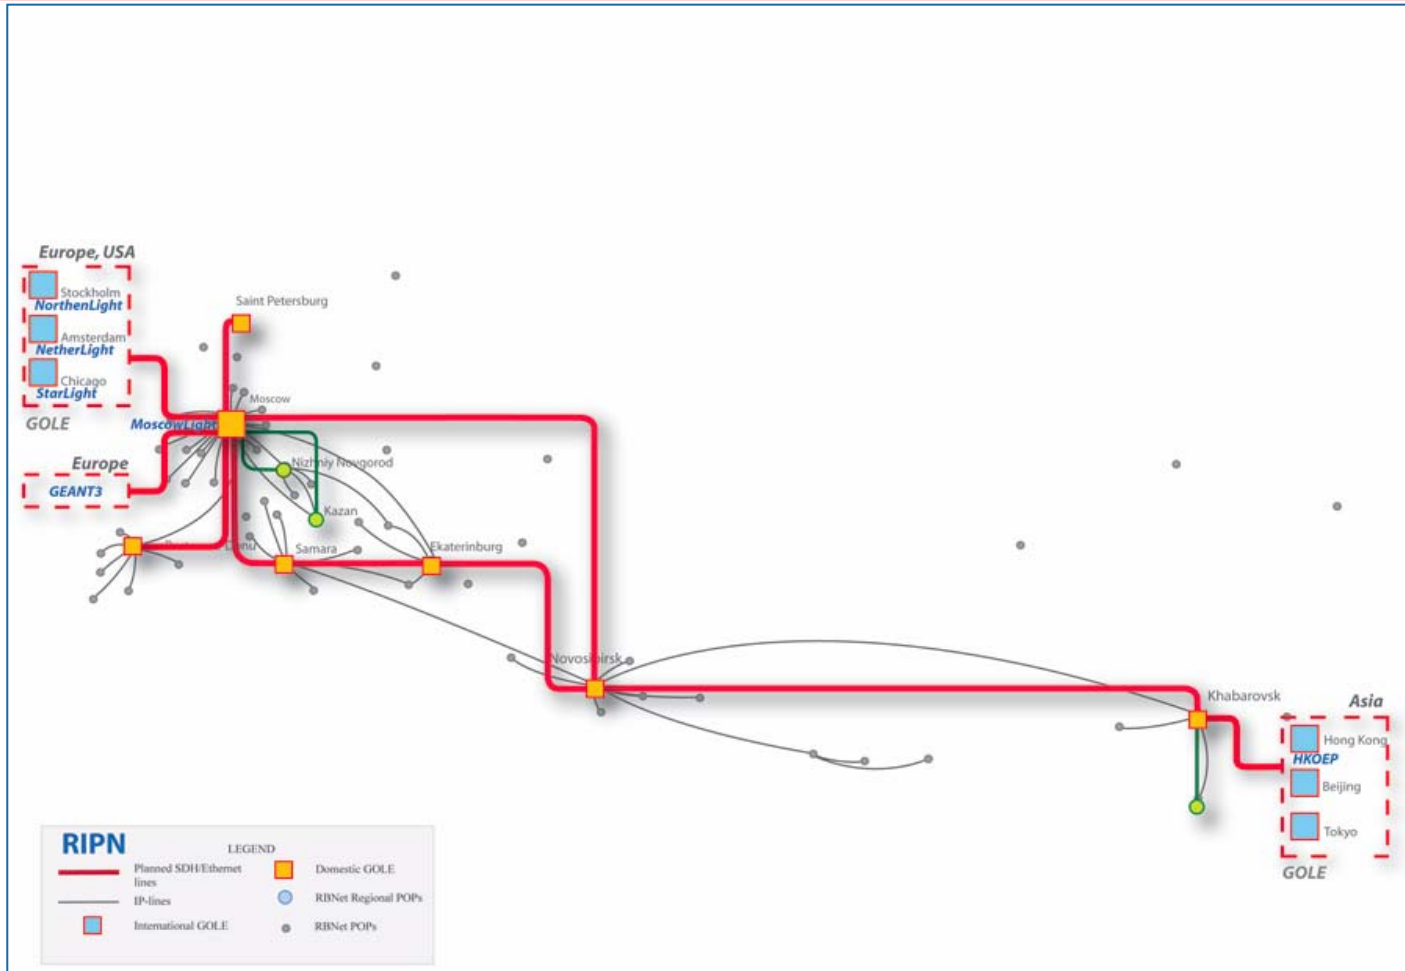 Europe, USA
Stockholm
NorthenLight
Amsterdam
NetherLight
Chicago
StarLight
GOLE
Saint Petersburg
Moscow
MoscowLight
Europe
GEANT3
Nizhniy Novgorod
Kazan
Donu
Samara
Ekaterinburg
Novosibirsk
Khabarovsk
Asia
Hong Kong
HKOEP
Beijing
Tokyo
GOLE
RIPN
LEGEND
Planned SDH/Ethernet
lines
Domestic GOLE
IP-lines
RBNet Regional POPs
International GOLE
RBNet POPs